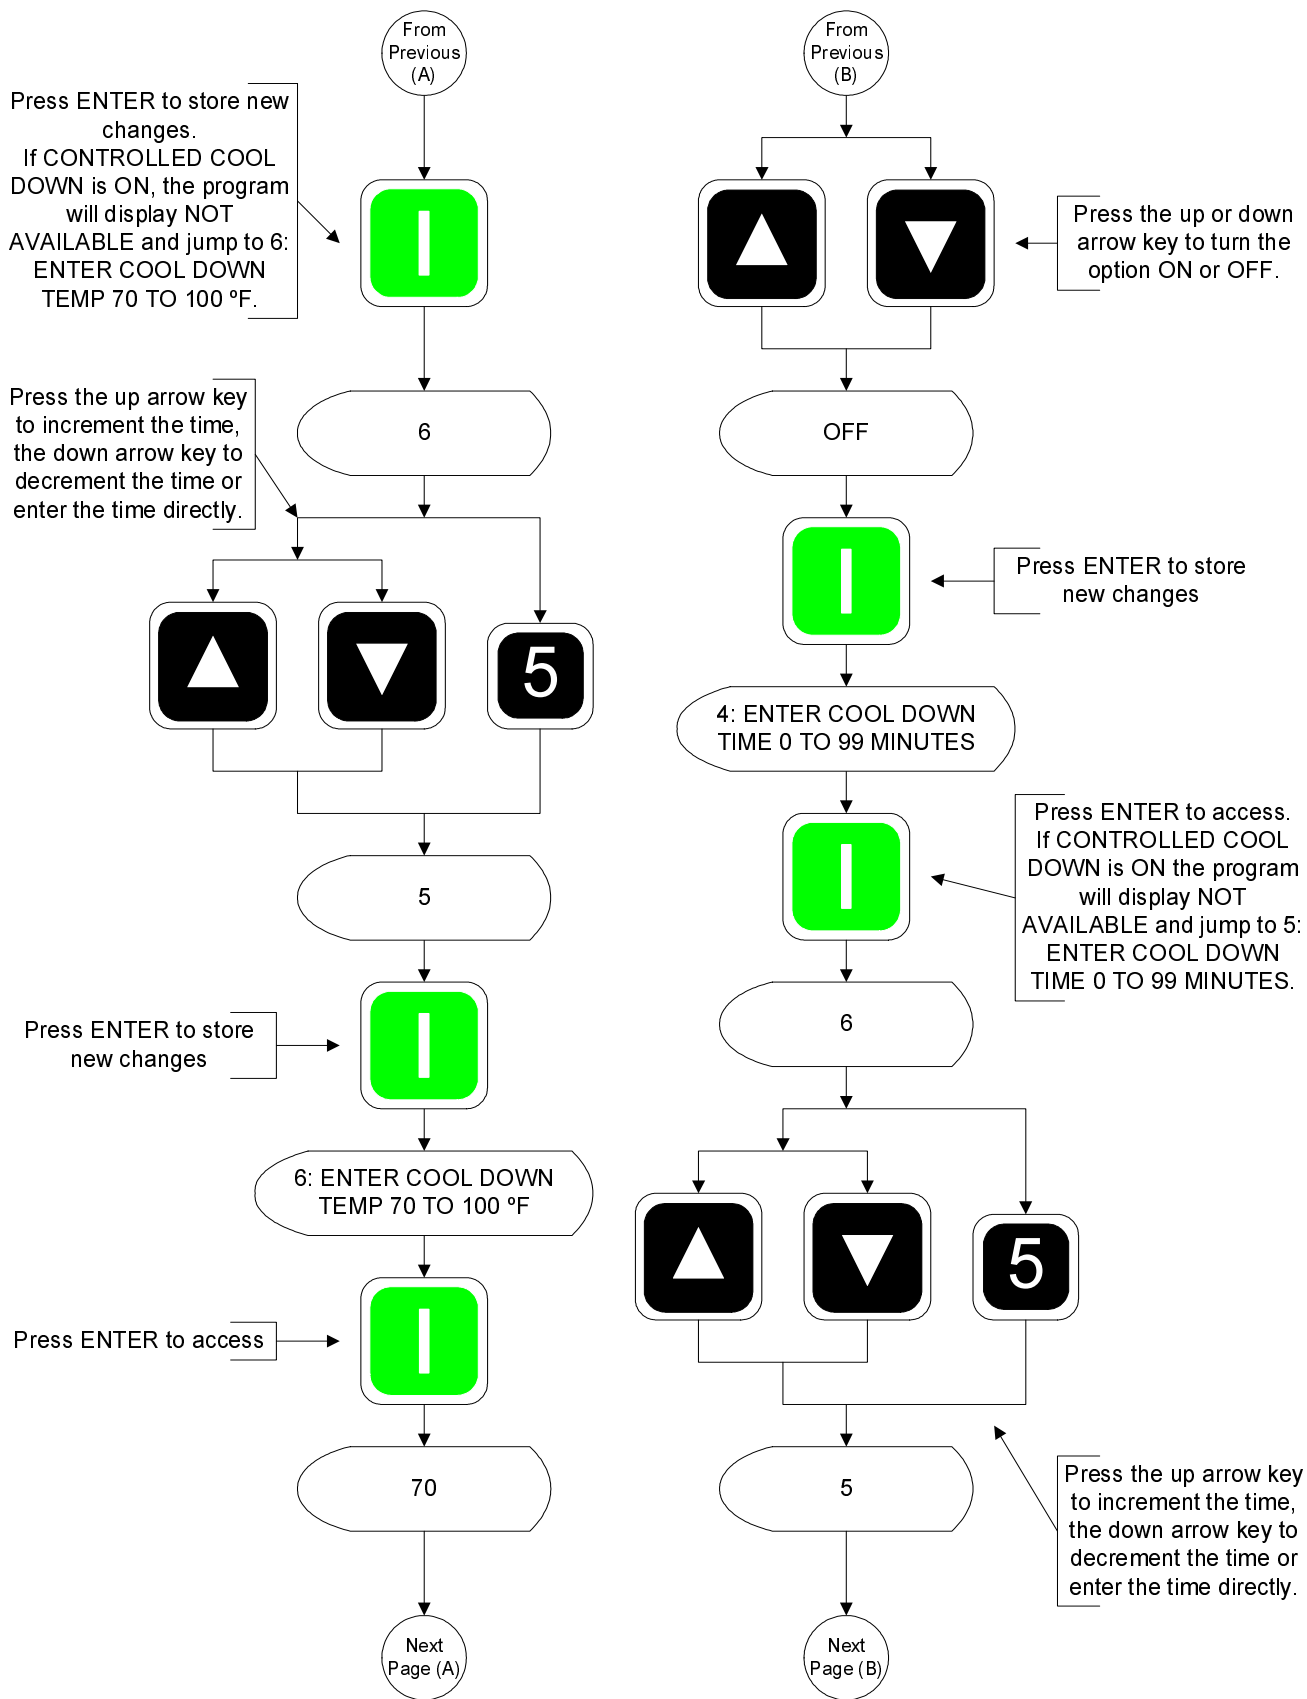 From
Previous
(A)
Press ENTER to store new
changes.
If CONTROLLED COOL
DOWN is ON, the program
will display NOT
AVAILABLE and jump to 6:
ENTER COOL DOWN
TEMP 70 TO 100 ºF.
6
Press the up arrow key
to increment the time,
the down arrow key to
decrement the time or
enter the time directly.
5
5
Press ENTER to store
new changes
6: ENTER COOL DOWN
TEMP 70 TO 100 ºF
Press ENTER to access
70
Next
Page (A)
From
Previous
(B)
Press the up or down
arrow key to turn the
option ON or OFF.
OFF
Press ENTER to store
new changes
4: ENTER COOL DOWN
TIME 0 TO 99 MINUTES
Press ENTER to access.
If CONTROLLED COOL
DOWN is ON the program
will display NOT
AVAILABLE and jump to 5:
ENTER COOL DOWN
TIME 0 TO 99 MINUTES.
6
5
5
Press the up arrow key
to increment the time,
the down arrow key to
decrement the time or
enter the time directly.
Next
Page (B)